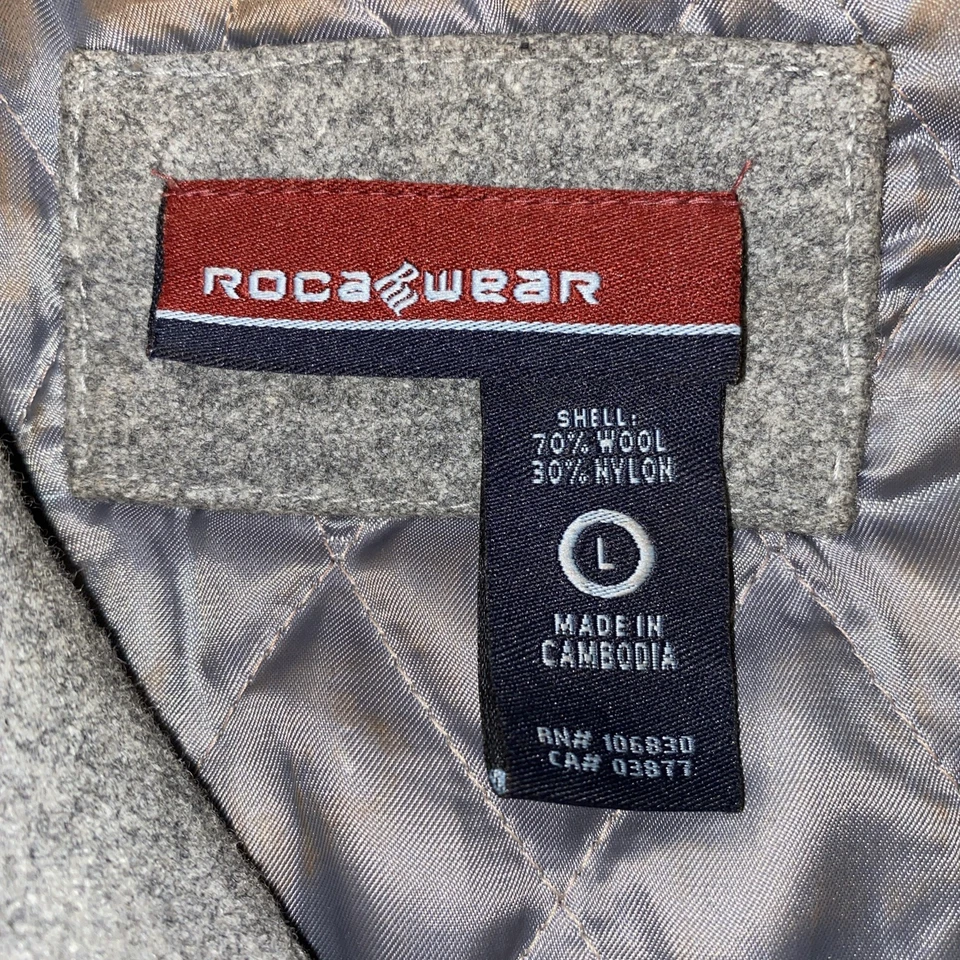 ROCAWEAR
SHELL:
70% WOOL
30% NYLON
L
MADE IN
CAMBODIA
RN# 106830
CA# 03877